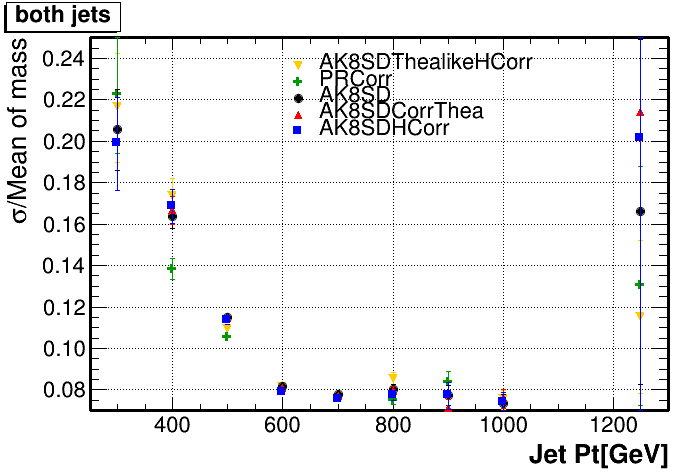 both jets
σ/Mean of mass
0.24
0.22
0.20
0.18
0.16
0.14
0.12
0.10
0.08
AK8SDThealikeHCorr
PRCorr
AK8SD
AK8SDCorrThea
AK8SDHCorr
400 600 800 1000 1200
Jet Pt[GeV]